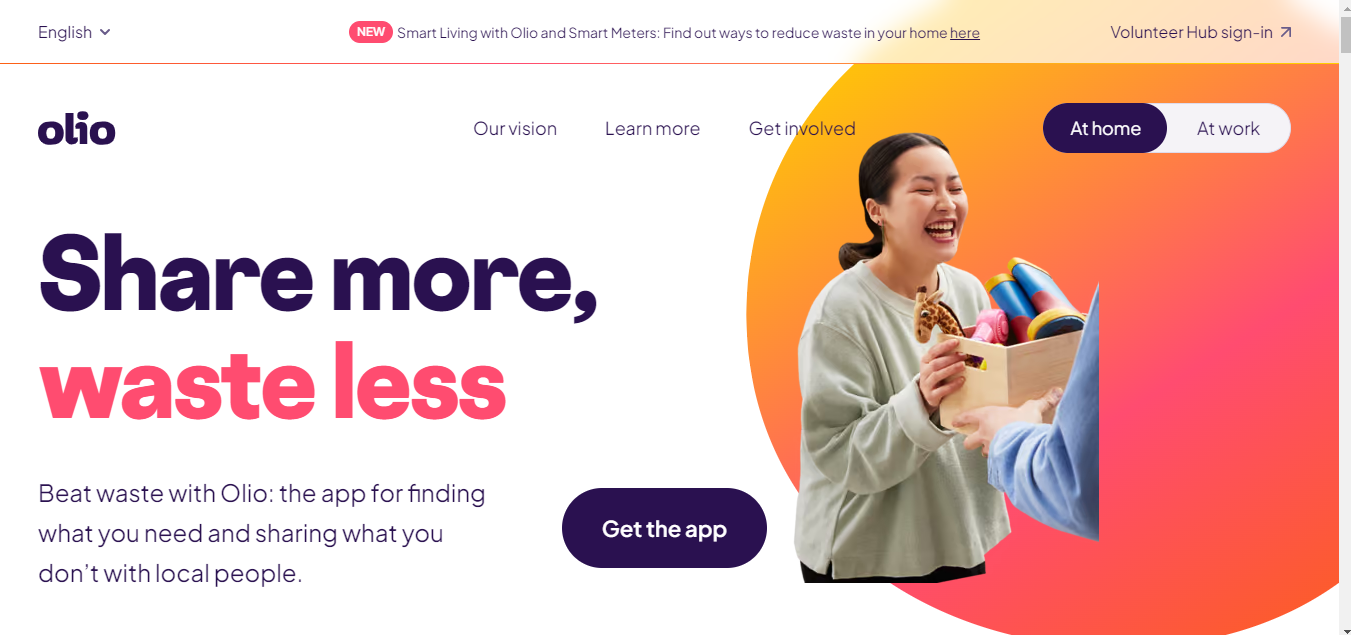 English
NEW Smart Living with Olio and Smart Meters: Find out ways to reduce waste in your home here
Volunteer Hub sign-in
olio
Our vision
Learn more
Get involved
At home
At work
Share more,
waste less
Beat waste with Olio: the app for finding
what you need and sharing what you
don’t with local people.
Get the app